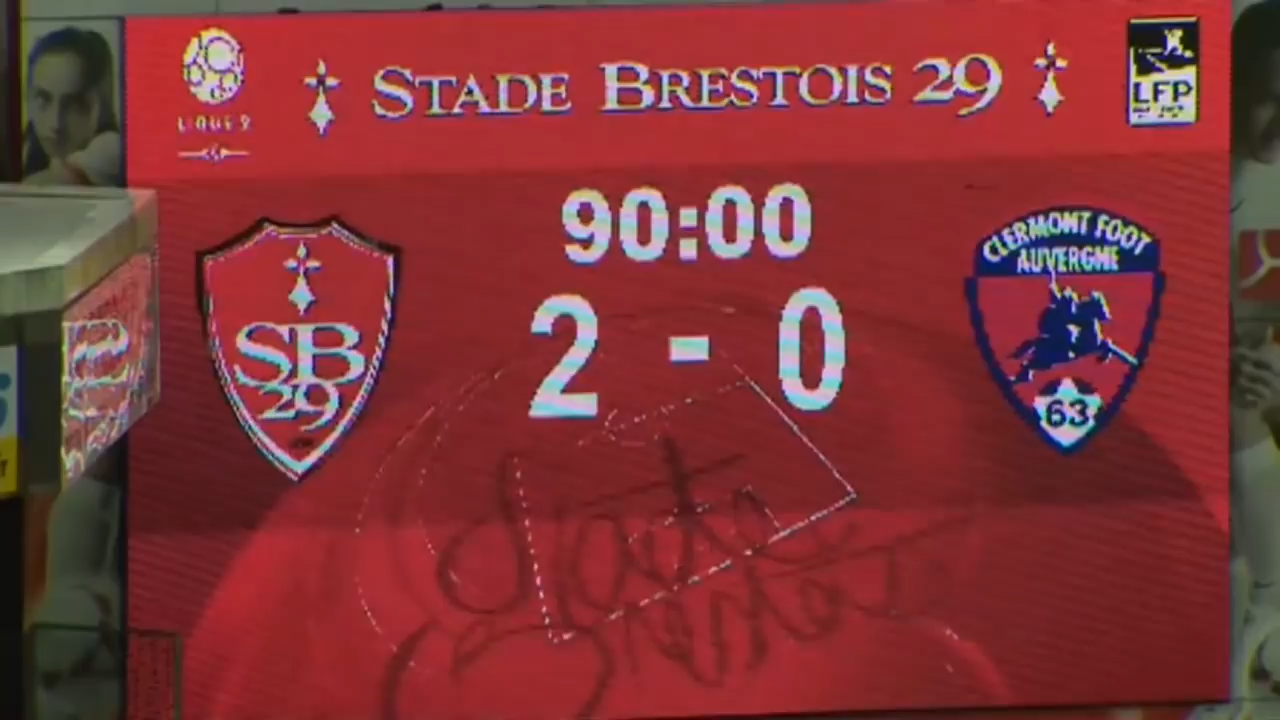 LIGUE 2
STADE BRESTOIS 29
LFP
90:00
2 - 0
SB
29
CLERMONT FOOT
AUVERGNE
63